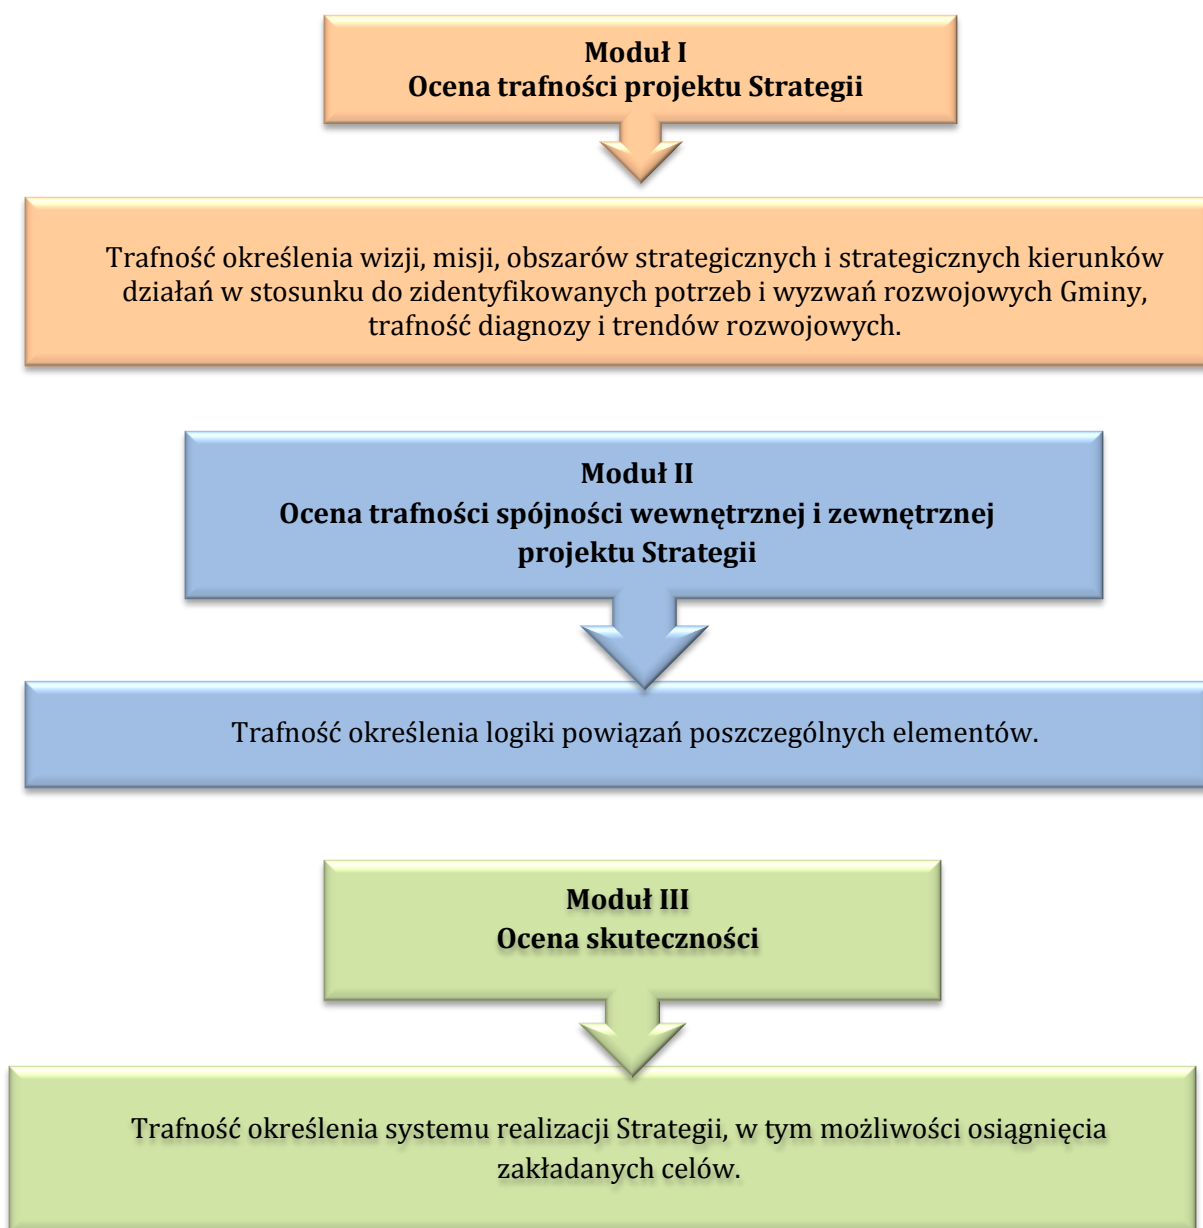 Moduł I
Ocena trafności projektu Strategii
Trafność określenia wizji, misji, obszarów strategicznych i strategicznych kierunków
działań w stosunku do zidentyfikowanych potrzeb i wyzwań rozwojowych Gminy,
trafność diagnozy i trendów rozwojowych.
Moduł II
Ocena trafności spójności wewnętrznej i zewnętrznej
projektu Strategii
Trafność określenia logiki powiązań poszczególnych elementów.
Moduł III
Ocena skuteczności
Trafność określenia systemu realizacji Strategii, w tym możliwości osiągnięcia
zakładanych celów.